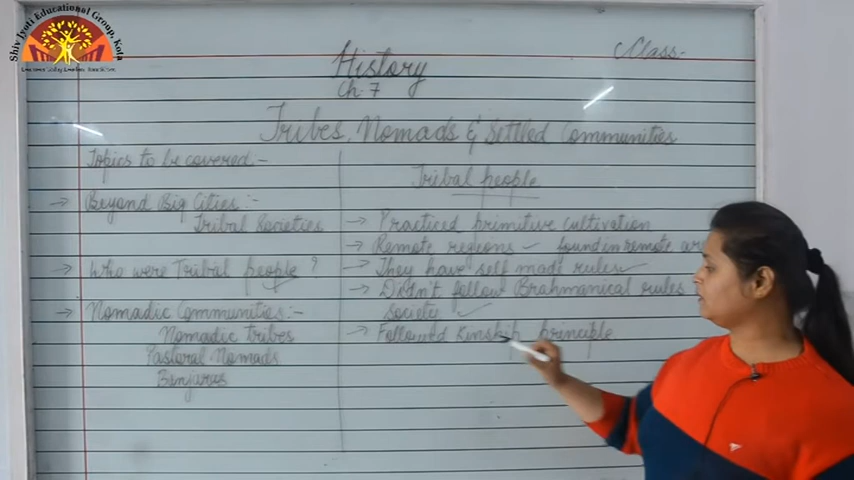 Shiv Jyoti Educational Group, Kota
History
Class-
Ch-7
Tribes, Nomads & Settled Communities
Topics to be covered -
→ Beyond Big Cities :-
Tribal Societies
→ Who were Tribal people ?
→ Nomadic Communities :-
Nomadic tribes
Pastoral Nomads
Banjaras
Tribal people
→ Practiced primitive cultivation
→ Remote regions - found in remote
→ They have self made rules
→ Didn't follow Brahmanical rules
society
→ Followed Kinship principle